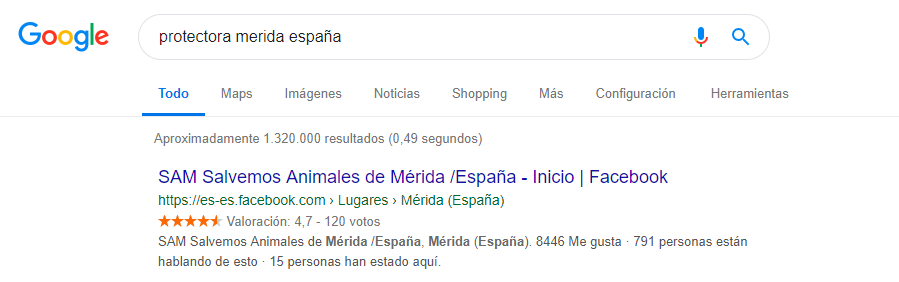 Google
protectora merida españa
Todo Maps Imágenes Noticias Shopping Más Configuración Herramientas
Aproximadamente 1.320.000 resultados (0,49 segundos)
SAM Salvemos Animales de Mérida /España - Inicio | Facebook
https://es-es.facebook.com › Lugares › Mérida (España)
Valoración: 4,7 - 120 votos
SAM Salvemos Animales de Mérida /España, Mérida (España). 8446 Me gusta · 791 personas están
hablando de esto · 15 personas han estado aquí.